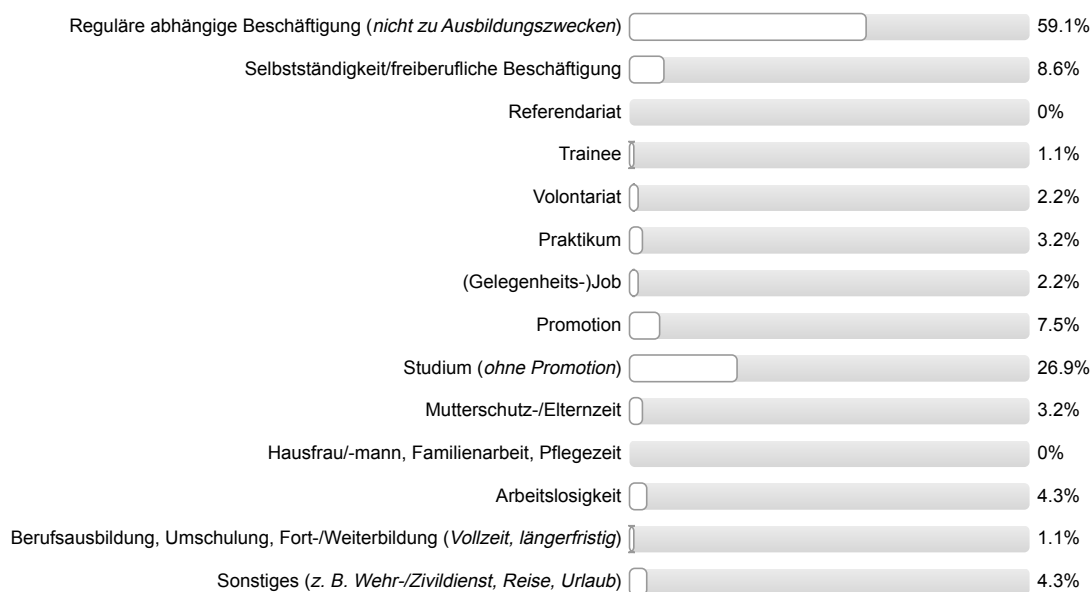 Reguläre abhängige Beschäftigung (nicht zu Ausbildungszwecken) 59.1%
Selbstständigkeit/freiberufliche Beschäftigung 8.6%
Referendariat 0%
Trainee 1.1%
Volontariat 2.2%
Praktikum 3.2%
(Gelegenheits-)Job 2.2%
Promotion 7.5%
Studium (ohne Promotion) 26.9%
Mutterschutz-/Elternzeit 3.2%
Hausfrau/-mann, Familienarbeit, Pflegezeit 0%
Arbeitslosigkeit 4.3%
Berufsausbildung, Umschulung, Fort-/Weiterbildung (Vollzeit, längerfristig) 1.1%
Sonstiges (z. B. Wehr-/Zivildienst, Reise, Urlaub) 4.3%